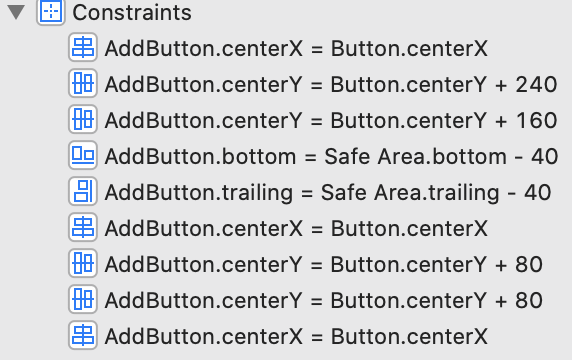 Constraints
AddButton.centerX = Button.centerX
AddButton.centerY = Button.centerY + 240
AddButton.centerY = Button.centerY + 160
AddButton.bottom = Safe Area.bottom - 40
AddButton.trailing = Safe Area.trailing - 40
AddButton.centerX = Button.centerX
AddButton.centerY = Button.centerY + 80
AddButton.centerY = Button.centerY + 80
AddButton.centerX = Button.centerX